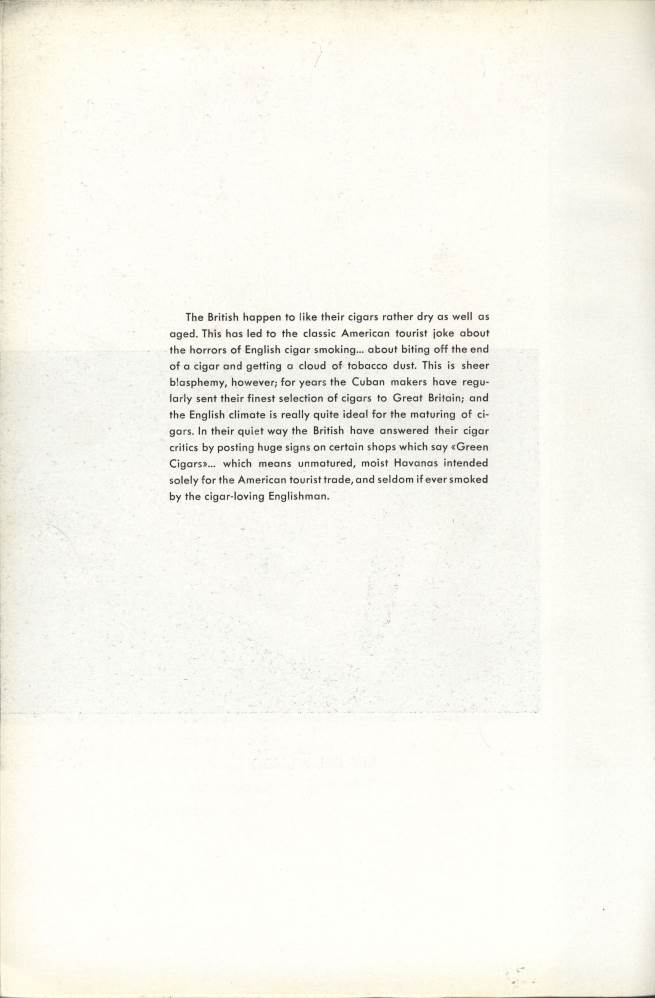 The British happen to like their cigars rather dry as well as
aged. This has led to the classic American tourist joke about
the horrors of English cigar smoking... about biting off the end
of a cigar and getting a cloud of tobacco dust. This is sheer
blasphemy, however; for years the Cuban makers have regu-
larly sent their finest selection of cigars to Great Britain; and
the English climate is really quite ideal for the maturing of ci-
gars. In their quiet way the British have answered their cigar
critics by posting huge signs on certain shops which say «Green
Cigars»... which means unmatured, moist Havanas intended
solely for the American tourist trade, and seldom if ever smoked
by the cigar-loving Englishman.